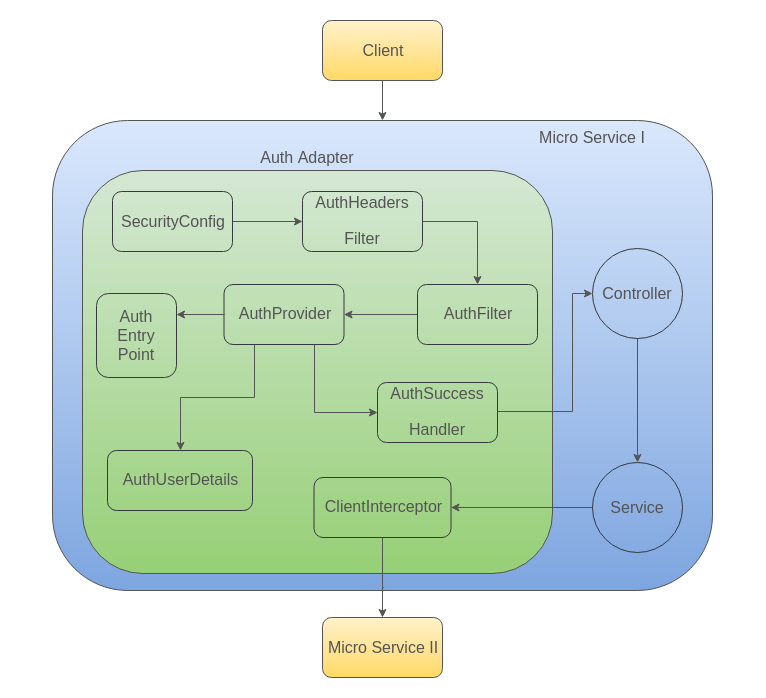 Client
Micro Service I
Auth Adapter
SecurityConfig
AuthHeaders
Filter
Auth
Entry
Point
AuthProvider
AuthFilter
Controller
AuthSuccess
Handler
AuthUserDetails
ClientInterceptor
Service
Micro Service II